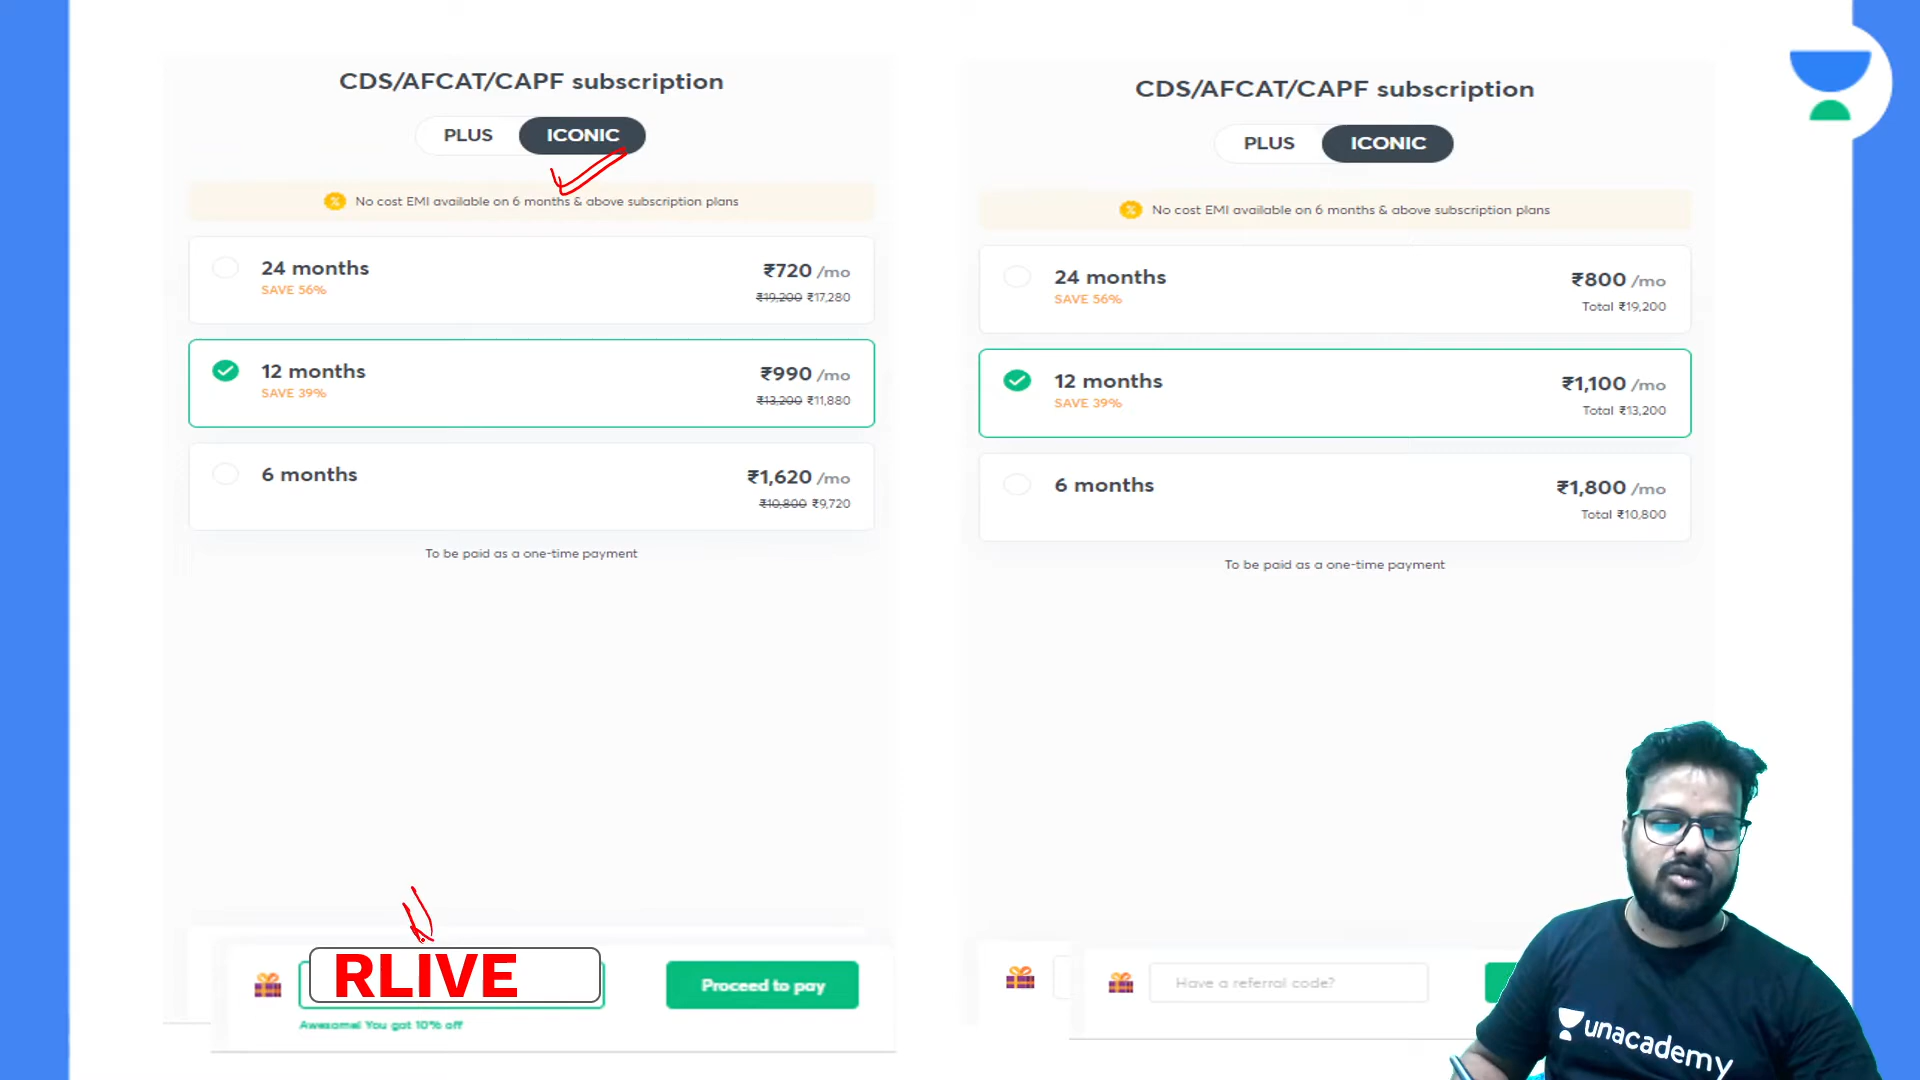 CDS/AFCAT/CAPF subscription
PLUS ICONIC
No cost EMI available on 6 months & above subscription plans
24 months ₹720 /mo
SAVE 56% ₹19,200 ₹17,280
12 months ₹990 /mo
SAVE 39% ₹13,200 ₹11,880
6 months ₹1,620 /mo
₹10,800 ₹9,720
To be paid as a one-time payment
RLIVE
Proceed to pay
Awesome! You got 10% off
CDS/AFCAT/CAPF subscription
PLUS ICONIC
No cost EMI available on 6 months & above subscription plans
24 months ₹800 /mo
SAVE 56% Total ₹19,200
12 months ₹1,100 /mo
SAVE 39% Total ₹13,200
6 months ₹1,800 /mo
Total ₹10,800
To be paid as a one-time payment
Have a referral code?
unacademy